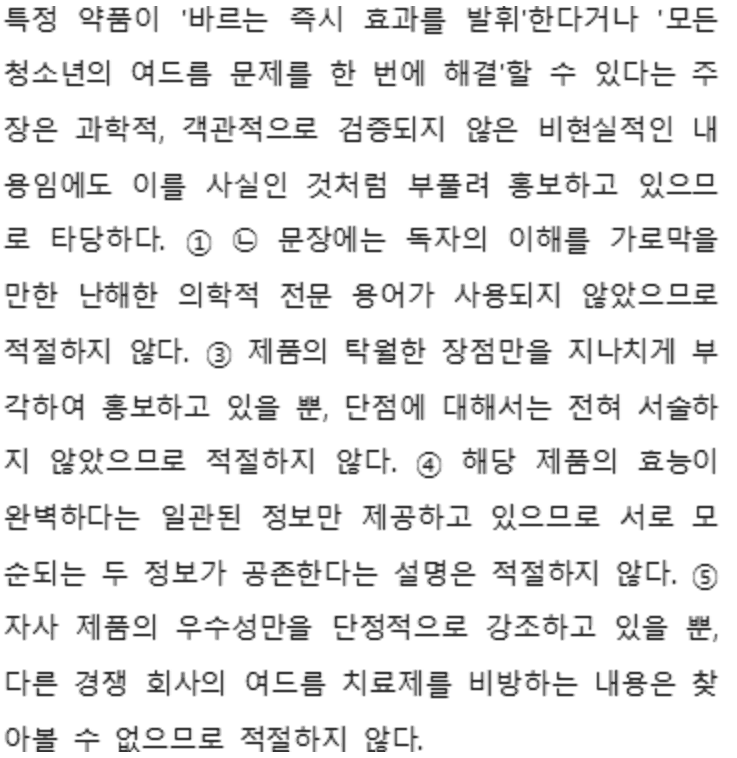 특정 약품이 '바르는 즉시 효과를 발휘'한다거나 '모든
청소년의 여드름 문제를 한 번에 해결'할 수 있다는 주
장은 과학적, 객관적으로 검증되지 않은 비현실적인 내
용임에도 이를 사실인 것처럼 부풀려 홍보하고 있으므
로 타당하다. ① ㉡ 문장에는 독자의 이해를 가로막을
만한 난해한 의학적 전문 용어가 사용되지 않았으므로
적절하지 않다. ③ 제품의 탁월한 장점만을 지나치게 부
각하여 홍보하고 있을 뿐, 단점에 대해서는 전혀 서술하
지 않았으므로 적절하지 않다. ④ 해당 제품의 효능이
완벽하다는 일관된 정보만 제공하고 있으므로 서로 모
순되는 두 정보가 공존한다는 설명은 적절하지 않다. ⑤
자사 제품의 우수성만을 단정적으로 강조하고 있을 뿐,
다른 경쟁 회사의 여드름 치료제를 비방하는 내용은 찾
아볼 수 없으므로 적절하지 않다.